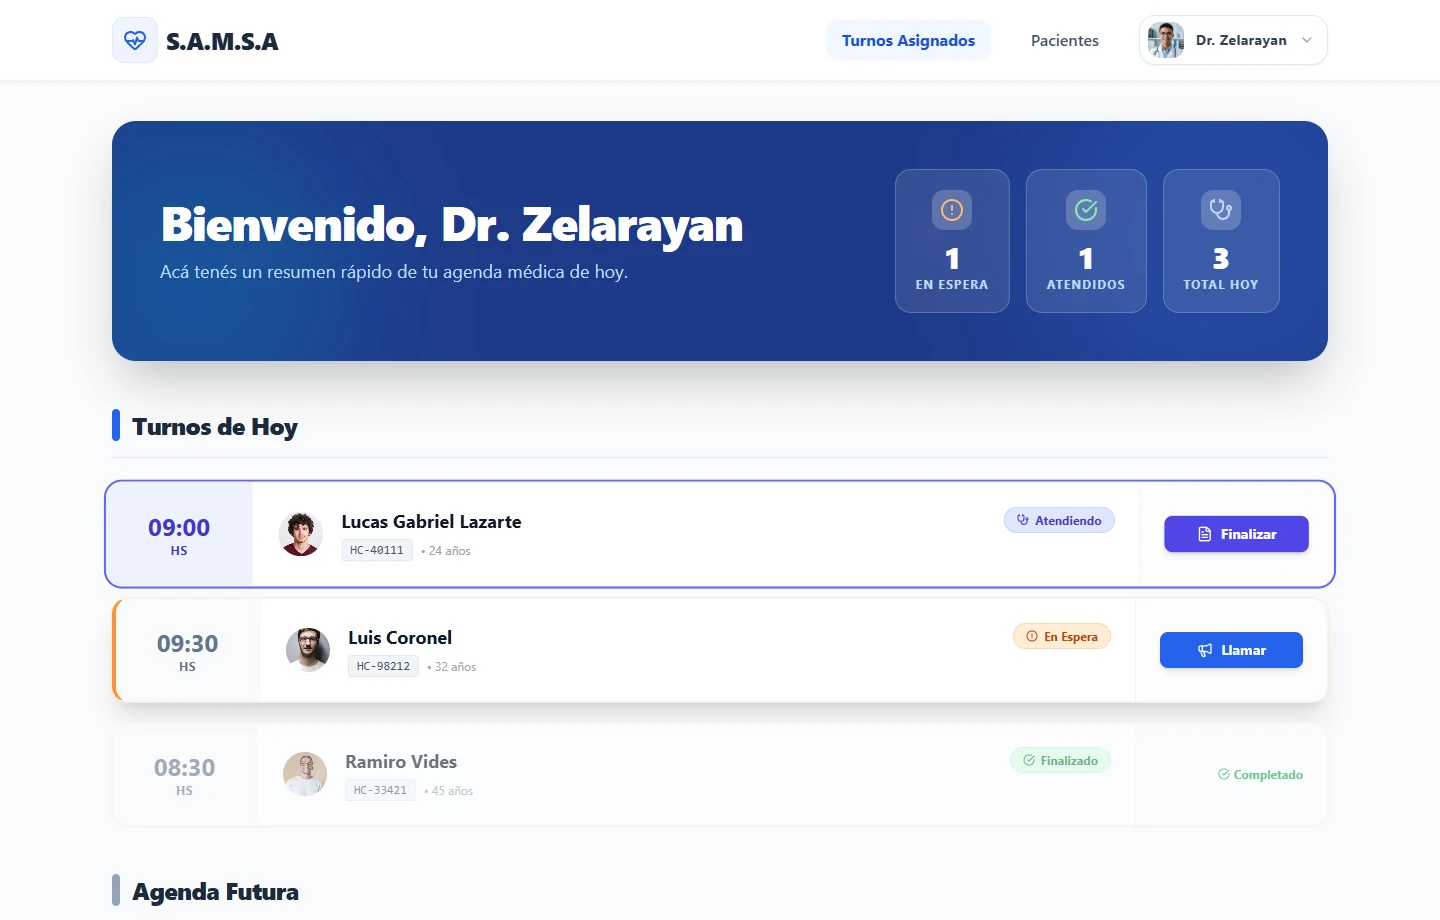 S.A.M.S.A
Turnos Asignados
Pacientes
Dr. Zelarayan
Bienvenido, Dr. Zelarayan
Acá tenés un resumen rápido de tu agenda médica de hoy.
1
EN ESPERA
1
ATENDIDOS
3
TOTAL HOY
Turnos de Hoy
09:00
HS
Lucas Gabriel Lazarte
HC-40111 • 24 años
Atendiendo
Finalizar
09:30
HS
Luis Coronel
HC-98212 • 32 años
En Espera
Llamar
08:30
HS
Ramiro Vides
HC-33421 • 45 años
Finalizado
Completado
Agenda Futura